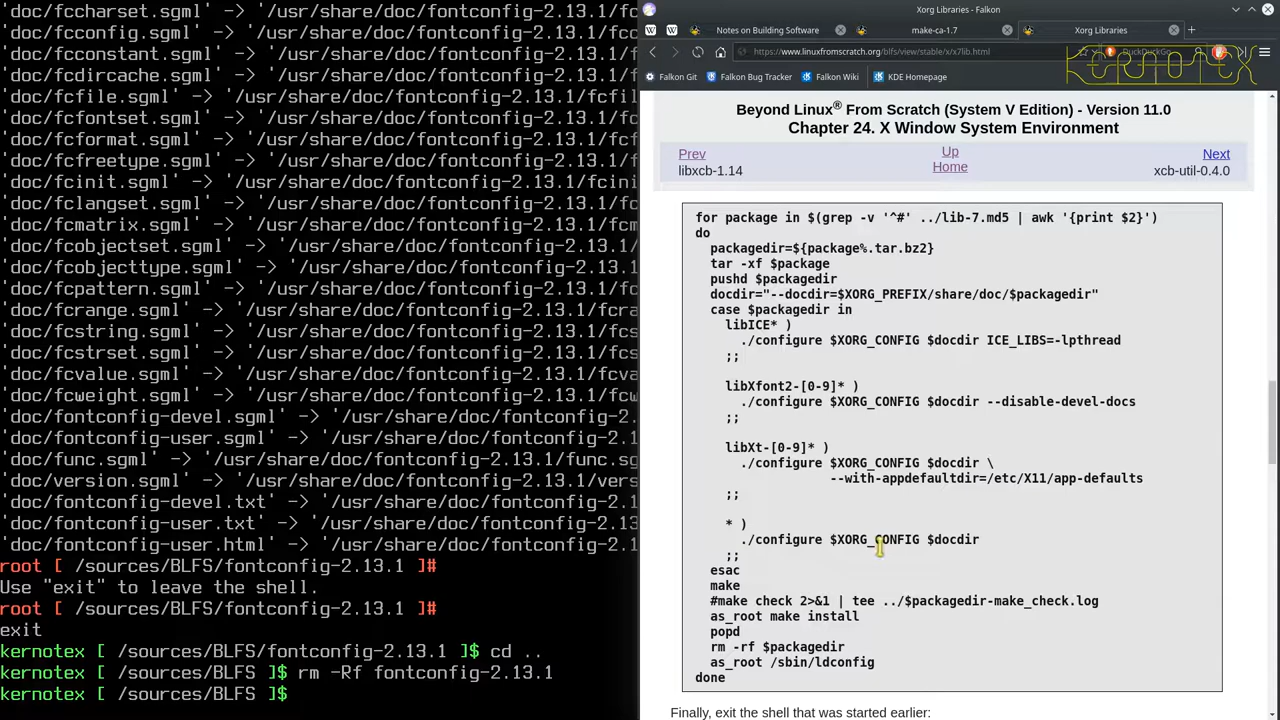 'doc/fccharset.sgml' -> '/usr/share/doc/fontconfig-2.13.1/fcch
'doc/fcconfig.sgml' -> '/usr/share/doc/fontconfig-2.13.1/fccon
'doc/fcconstant.sgml' -> '/usr/share/doc/fontconfig-2.13.1/fcc
'doc/fcdircache.sgml' -> '/usr/share/doc/fontconfig-2.13.1/fcd
'doc/fcfile.sgml' -> '/usr/share/doc/fontconfig-2.13.1/fcfil
'doc/fcfontset.sgml' -> '/usr/share/doc/fontconfig-2.13.1/fcfo
'doc/fcformat.sgml' -> '/usr/share/doc/fontconfig-2.13.1/fcfor
'doc/fcfreetype.sgml' -> '/usr/share/doc/fontconfig-2.13.1/fcf
'doc/fcinit.sgml' -> '/usr/share/doc/fontconfig-2.13.1/fcini
'doc/fclangset.sgml' -> '/usr/share/doc/fontconfig-2.13.1/fcla
'doc/fcmatrix.sgml' -> '/usr/share/doc/fontconfig-2.13.1/fcmat
'doc/fcobjectset.sgml' -> '/usr/share/doc/fontconfig-2.13.1/fc
'doc/fcobjecttype.sgml' -> '/usr/share/doc/fontconfig-2.13.1/f
'doc/fcpattern.sgml' -> '/usr/share/doc/fontconfig-2.13.1/fcpa
'doc/fcrange.sgml' -> '/usr/share/doc/fontconfig-2.13.1/fcra
'doc/fcstring.sgml' -> '/usr/share/doc/fontconfig-2.13.1/fcstr
'doc/fcstrset.sgml' -> '/usr/share/doc/fontconfig-2.13.1/fcs
'doc/fcvalue.sgml' -> '/usr/share/doc/fontconfig-2.13.1/fcva
'doc/fcweight.sgml' -> '/usr/share/doc/fontconfig-2.13.1/fcw
'doc/fontconfig-devel.sgml' -> '/usr/share/doc/fontconfig-2.
'doc/fontconfig-user.sgml' -> '/usr/share/doc/fontconfig-2.1
'doc/func.sgml' -> '/usr/share/doc/fontconfig-2.13.1/func.sg
'doc/version.sgml' -> '/usr/share/doc/fontconfig-2.13.1/vers
'doc/fontconfig-devel.txt' -> '/usr/share/doc/fontconfig-2.1
'doc/fontconfig-user.txt' -> '/usr/share/doc/fontconfig-2.13
'doc/fontconfig-user.html' -> '/usr/share/doc/fontconfig-2.1
root [ /sources/BLFS/fontconfig-2.13.1 ]#
Use "exit" to leave the shell.
root [ /sources/BLFS/fontconfig-2.13.1 ]#
exit
kernotex [ /sources/BLFS/fontconfig-2.13.1 ]$ cd ..
kernotex [ /sources/BLFS ]$ rm -Rf fontconfig-2.13.1
kernotex [ /sources/BLFS ]$
Xorg Libraries - Falkon
Notes on Building Software
make-ca-1.7
Xorg Libraries
https://www.linuxfromscratch.org/blfs/view/stable/x/x7lib.html
DuckDuckGo
KERNOTEX
Falkon Git
Falkon Bug Tracker
Falkon Wiki
KDE Homepage
Beyond Linux® From Scratch (System V Edition) - Version 11.0
Chapter 24. X Window System Environment
Prev Up Next
libxcb-1.14 Home xcb-util-0.4.0
for package in $(grep -v '^#' ../lib-7.md5 | awk '{print $2}')
do
packagedir=${package%.tar.bz2}
tar -xf $package
pushd $packagedir
docdir="--docdir=$XORG_PREFIX/share/doc/$packagedir"
case $packagedir in
libICE* )
./configure $XORG_CONFIG $docdir ICE_LIBS=-lpthread
;;
libXfont2-[0-9]* )
./configure $XORG_CONFIG $docdir --disable-devel-docs
;;
libXt-[0-9]* )
./configure $XORG_CONFIG $docdir \
--with-appdefaultdir=/etc/X11/app-defaults
;;
* )
./configure $XORG_CONFIG $docdir
;;
esac
make
#make check 2>&1 | tee ../$packagedir-make_check.log
as_root make install
popd
rm -rf $packagedir
as_root /sbin/ldconfig
done
Finally, exit the shell that was started earlier: